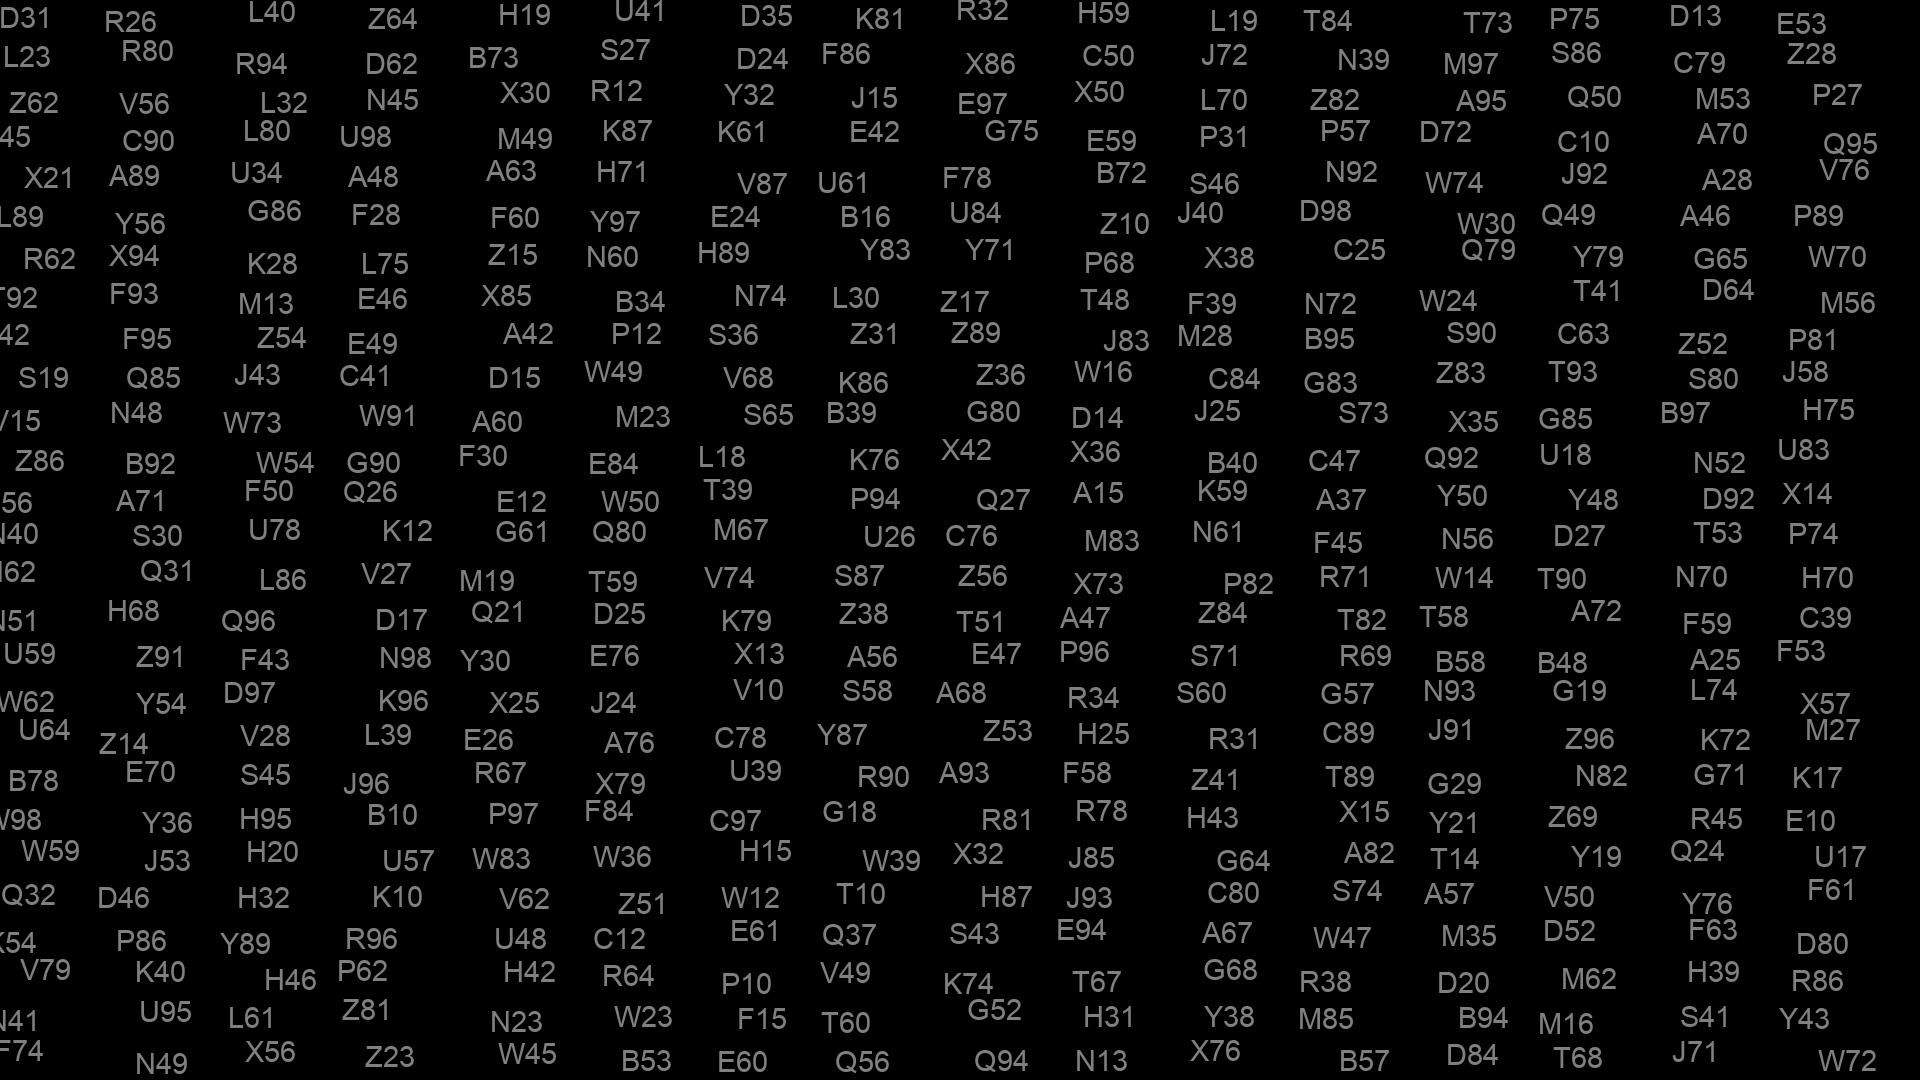 D31 R26 L40 Z64 H19 U41 D35 K81 R32 H59 L19 T84 T73 P75 D13 E53
L23 R80 R94 D62 B73 S27 D24 F86 X86 C50 J72 N39 M97 S86 C79 Z28
Z62 V56 L32 N45 X30 R12 Y32 J15 E97 X50 L70 Z82 A95 Q50 M53 P27
45 C90 L80 U98 M49 K87 K61 E42 G75 E59 P31 P57 D72 C10 A70 Q95
X21 A89 U34 A48 A63 H71 V87 U61 F78 B72 S46 N92 W74 J92 A28 V76
L89 Y56 G86 F28 F60 Y97 E24 B16 U84 Z10 J40 D98 W30 Q49 A46 P89
R62 X94 K28 L75 Z15 N60 H89 Y83 Y71 P68 X38 C25 Q79 Y79 G65 W70
T92 F93 M13 E46 X85 B34 N74 L30 Z17 T48 F39 N72 W24 T41 D64 M56
42 F95 Z54 E49 A42 P12 S36 Z31 Z89 J83 M28 B95 S90 C63 Z52 P81
S19 Q85 J43 C41 D15 W49 V68 K86 Z36 W16 C84 G83 Z83 T93 S80 J58
V15 N48 W73 W91 A60 M23 S65 B39 G80 D14 J25 S73 X35 G85 B97 H75
Z86 B92 W54 G90 F30 E84 L18 K76 X42 X36 B40 C47 Q92 U18 N52 U83
56 A71 F50 Q26 E12 W50 T39 P94 Q27 A15 K59 A37 Y50 Y48 D92 X14
N40 S30 U78 K12 G61 Q80 M67 U26 C76 M83 N61 F45 N56 D27 T53 P74
62 Q31 L86 V27 M19 T59 V74 S87 Z56 X73 P82 R71 W14 T90 N70 H70
N51 H68 Q96 D17 Q21 D25 K79 Z38 T51 A47 Z84 T82 T58 A72 F59 C39
U59 Z91 F43 N98 Y30 E76 X13 A56 E47 P96 S71 R69 B58 B48 A25 F53
W62 Y54 D97 K96 X25 J24 V10 S58 A68 R34 S60 G57 N93 G19 L74 X57
U64 Z14 V28 L39 E26 A76 C78 Y87 Z53 H25 R31 C89 J91 Z96 K72 M27
B78 E70 S45 J96 R67 X79 U39 R90 A93 F58 Z41 T89 G29 N82 G71 K17
W98 Y36 H95 B10 P97 F84 C97 G18 R81 R78 H43 X15 Y21 Z69 R45 E10
W59 J53 H20 U57 W83 W36 H15 W39 X32 J85 G64 A82 T14 Y19 Q24 U17
Q32 D46 H32 K10 V62 Z51 W12 T10 H87 J93 C80 S74 A57 V50 Y76 F61
K54 P86 Y89 R96 U48 C12 E61 Q37 S43 E94 A67 W47 M35 D52 F63 D80
V79 K40 H46 P62 H42 R64 P10 V49 K74 T67 G68 R38 D20 M62 H39 R86
N41 U95 L61 Z81 N23 W23 F15 T60 G52 H31 Y38 M85 B94 M16 S41 Y43
F74 N49 X56 Z23 W45 B53 E60 Q56 Q94 N13 X76 B57 D84 T68 J71 W72